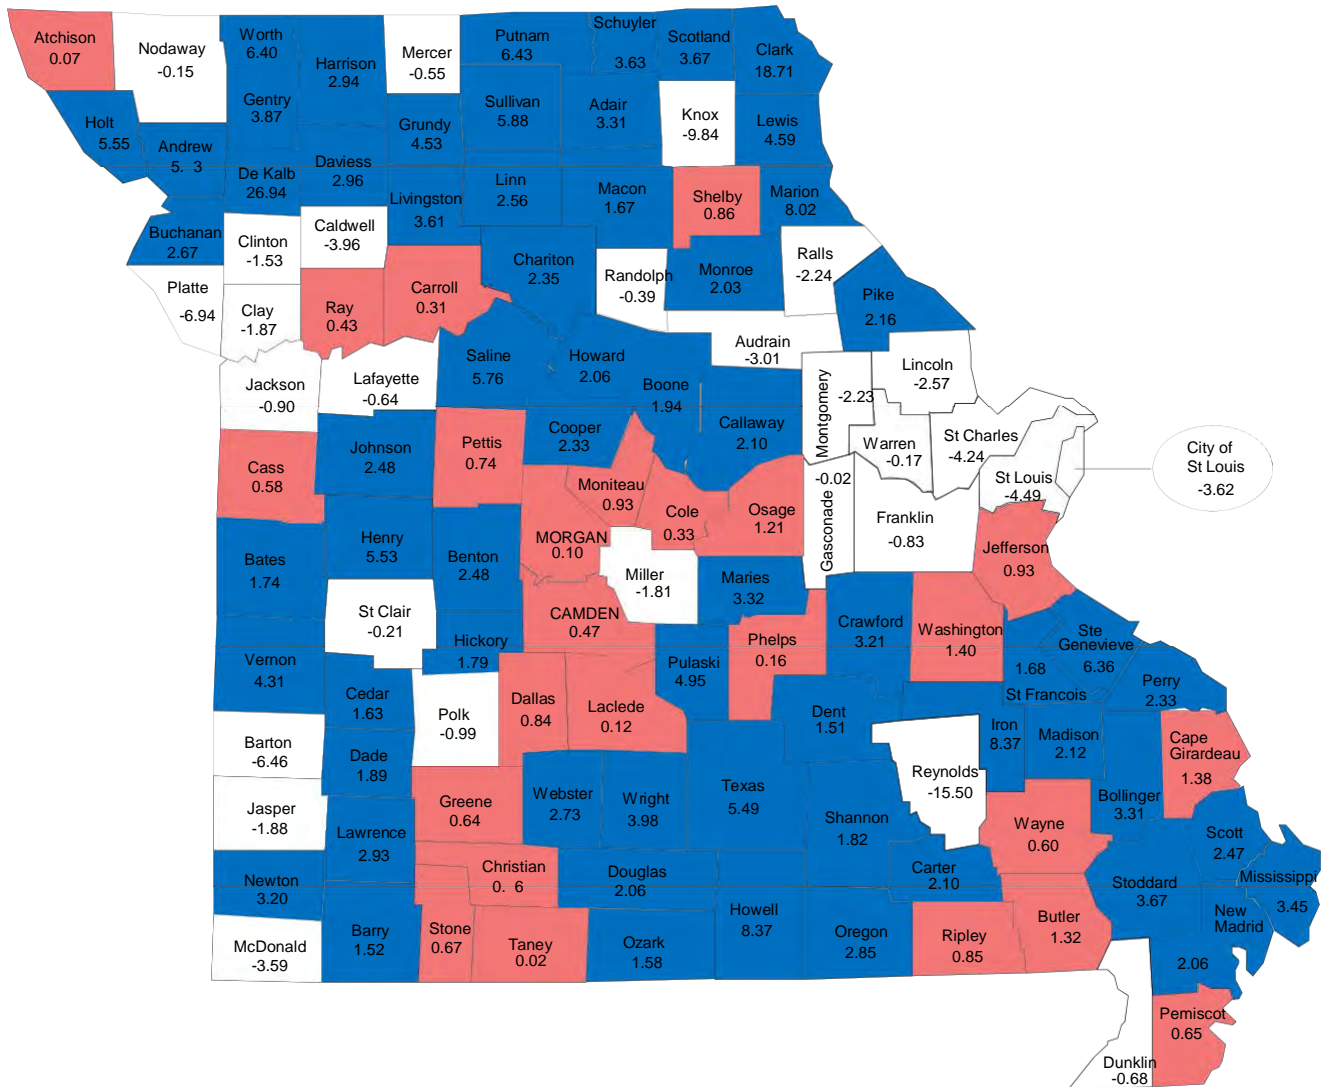 Atchison
0.07
Nodaway
-0.15
Worth
6.40
Harrison
2.94
Mercer
-0.55
Putnam
6.43
Schuyler
3.63
Scotland
3.67
Clark
18.71
Gentry
3.87
Holt
5.55
Andrew
5. 3
De Kalb
26.94
Daviess
2.96
Grundy
4.53
Sullivan
5.88
Adair
3.31
Knox
-9.84
Lewis
4.59
Livingston
3.61
Linn
2.56
Macon
1.67
Shelby
0.86
Marion
8.02
Buchanan
2.67
Clinton
-1.53
Caldwell
-3.96
Chariton
2.35
Randolph
-0.39
Monroe
2.03
Ralls
-2.24
Pike
2.16
Platte
-6.94
Clay
-1.87
Ray
0.43
Carroll
0.31
Audrain
-3.01
Jackson
-0.90
Lafayette
-0.64
Saline
5.76
Howard
2.06
Boone
1.94
Callaway
2.10
Montgomery
-2.23
Lincoln
-2.57
Warren
-0.17
St Charles
-4.24
St Louis
-4.49
City of
St Louis
-3.62
Cass
0.58
Johnson
2.48
Pettis
0.74
Cooper
2.33
Moniteau
0.93
Cole
0.33
Osage
1.21
Gasconade
-0.02
Franklin
-0.83
Jefferson
0.93
Bates
1.74
Henry
5.53
Benton
2.48
MORGAN
0.10
Miller
-1.81
Maries
3.32
St Clair
-0.21
Hickory
1.79
CAMDEN
0.47
Pulaski
4.95
Phelps
0.16
Crawford
3.21
Washington
1.40
Ste
Genevieve
6.36
1.68
St Francois
Perry
2.33
Vernon
4.31
Cedar
1.63
Polk
-0.99
Dallas
0.84
Laclede
0.12
Dent
1.51
Iron
8.37
Madison
2.12
Cape
Girardeau
1.38
Barton
-6.46
Dade
1.89
Reynolds
-15.50
Bollinger
3.31
Jasper
-1.88
Greene
0.64
Webster
2.73
Wright
3.98
Texas
5.49
Shannon
1.82
Wayne
0.60
Scott
2.47
Lawrence
2.93
Christian
0. 6
Douglas
2.06
Carter
2.10
Stoddard
3.67
Mississippi
3.45
Newton
3.20
New
Madrid
2.06
McDonald
-3.59
Barry
1.52
Stone
0.67
Taney
0.02
Ozark
1.58
Howell
8.37
Oregon
2.85
Ripley
0.85
Butler
1.32
Pemiscot
0.65
Dunklin
-0.68